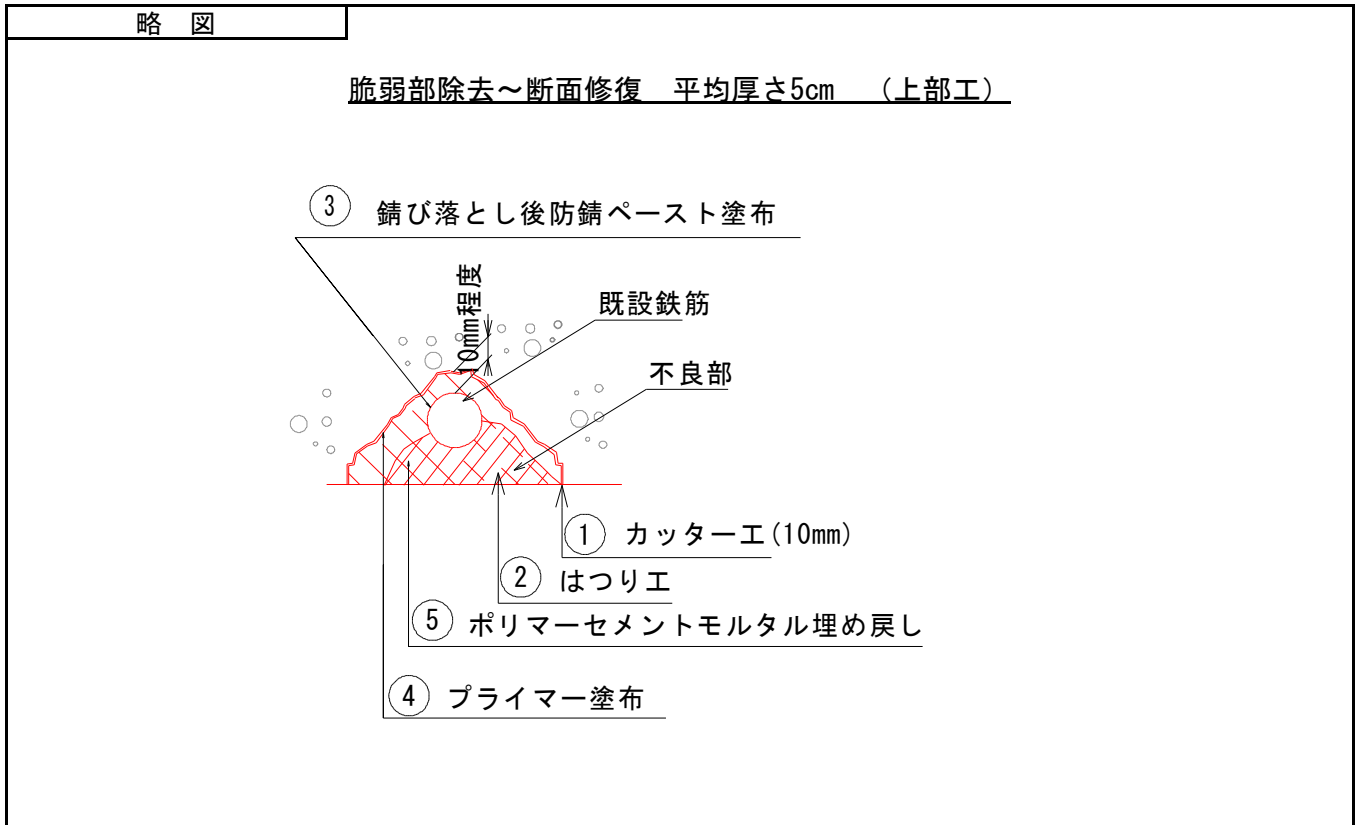 略 図
脆弱部除去～断面修復 平均厚さ5cm （上部工）
③ 錆び落とし後防錆ペースト塗布
10mm程度
既設鉄筋
不良部
① カッター工(10mm)
② はつり工
⑤ ポリマーセメントモルタル埋め戻し
④ プライマー塗布